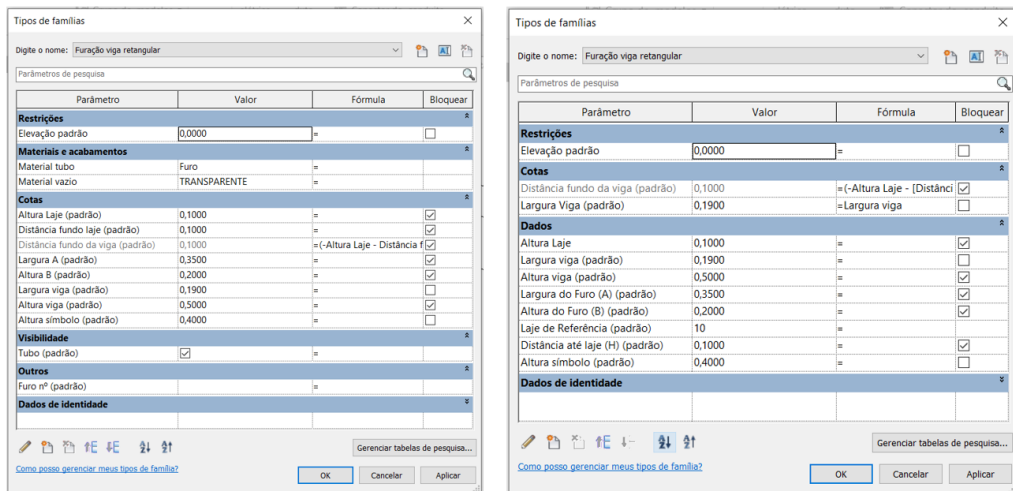 Tipos de famílias
Digite o nome: Furação viga retangular
Parâmetros de pesquisa
Parâmetro Valor Fórmula Bloquear
Restrições
Elevação padrão 0,0000 =
Materiais e acabamentos
Material tubo Furo =
Material vazio TRANSPARENTE =
Cotas
Altura Laje (padrão) 0,1000 =
Distância fundo laje (padrão) 0,1000 =
Distância fundo da viga (padrão) 0,1000 =(-Altura Laje - Distância f
Largura A (padrão) 0,3500 =
Altura B (padrão) 0,2000 =
Largura viga (padrão) 0,1900 =
Altura viga (padrão) 0,5000 =
Altura símbolo (padrão) 0,4000 =
Visibilidade
Tubo (padrão) =
Outros
Furo nº (padrão) =
Dados de identidade
Gerenciar tabelas de pesquisa...
Como posso gerenciar meus tipos de família?
OK Cancelar Aplicar
Tipos de famílias
Digite o nome: Furação viga retangular
Parâmetros de pesquisa
Parâmetro Valor Fórmula Bloquear
Restrições
Elevação padrão 0,0000 =
Cotas
Distância fundo da viga (padrão) 0,1000 =(-Altura Laje - [Distânci
Largura Viga (padrão) 0,1900 =Largura viga
Dados
Altura Laje 0,1000 =
Largura viga (padrão) 0,1900 =
Altura viga (padrão) 0,5000 =
Largura do Furo (A) (padrão) 0,3500 =
Altura do Furo (B) (padrão) 0,2000 =
Laje de Referência (padrão) 10 =
Distância até laje (H) (padrão) 0,1000 =
Altura símbolo (padrão) 0,4000 =
Dados de identidade
Gerenciar tabelas de pesquisa...
Como posso gerenciar meus tipos de família?
OK Cancelar Aplicar